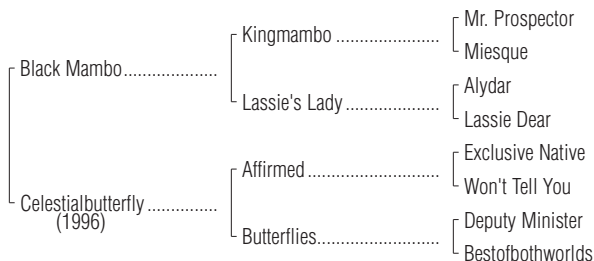 Mr. Prospector
Kingmambo ......................
Miesque
Black Mambo....................
Alydar
Lassie's Lady ....................
Lassie Dear
Exclusive Native
Affirmed ............................
Won't Tell You
Celestialbutterfly ...............
(1996)
Deputy Minister
Butterflies..........................
Bestofbothworlds